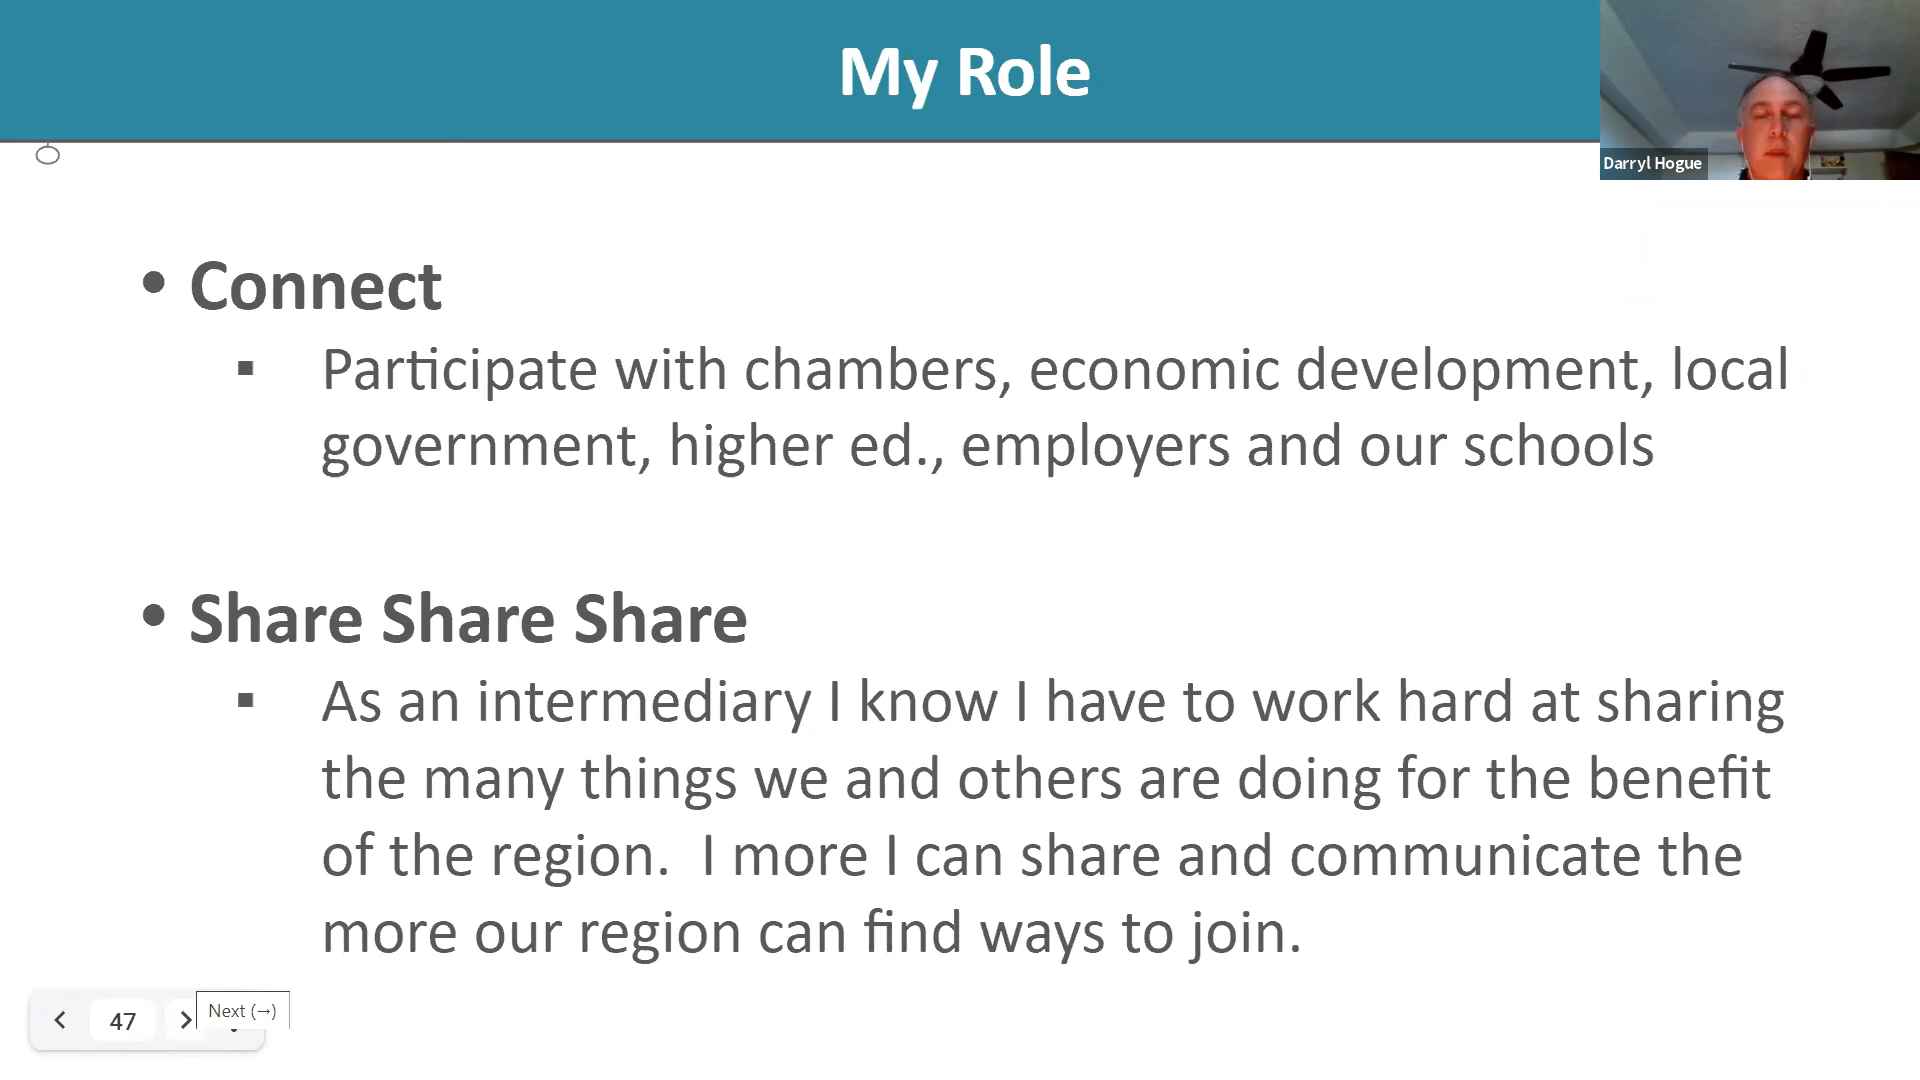 My Role
Darryl Hogue
• Connect
▪ Participate with chambers, economic development, local
government, higher ed., employers and our schools
• Share Share Share
▪ As an intermediary I know I have to work hard at sharing
the many things we and others are doing for the benefit
of the region.  I more I can share and communicate the
more our region can find ways to join.
47
Next (→)